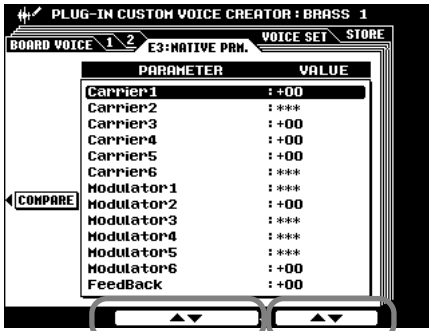 PLUG-IN CUSTOM VOICE CREATOR:BRASS 1
BOARD VOICE 1 2 E3:NATIVE PRM. VOICE SET STORE
PARAMETER VALUE
Carrier1 :+00
Carrier2 :***
Carrier3 :+00
Carrier4 :+00
Carrier5 :+00
Carrier6 :***
Modulator1 :***
Modulator2 :+00
Modulator3 :***
Modulator4 :***
Modulator5 :***
Modulator6 :+00
FeedBack :+00
COMPARE